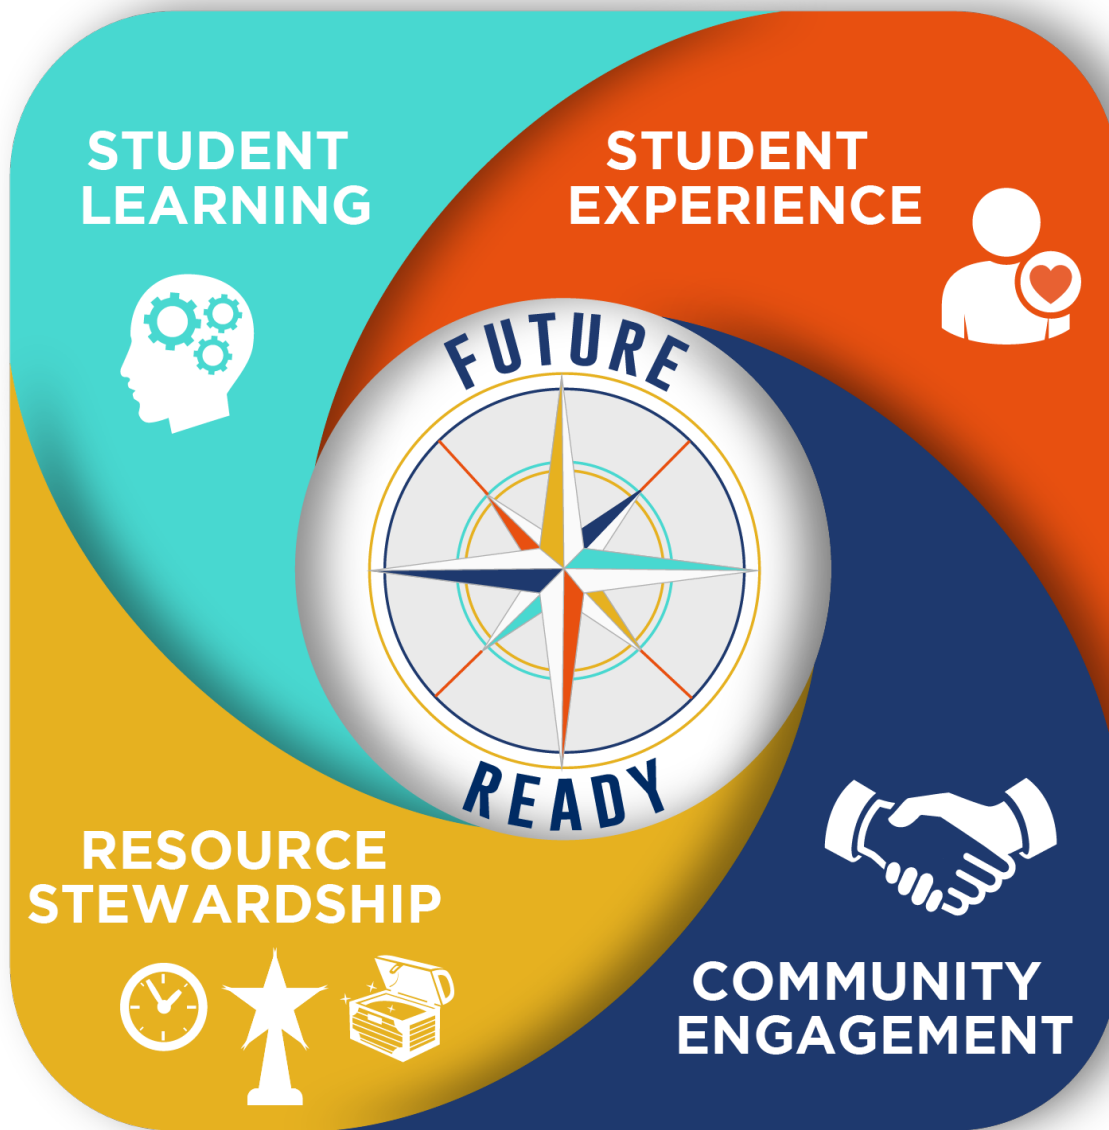 STUDENT
LEARNING
STUDENT
EXPERIENCE
FUTURE
READY
RESOURCE
STEWARDSHIP
COMMUNITY
ENGAGEMENT